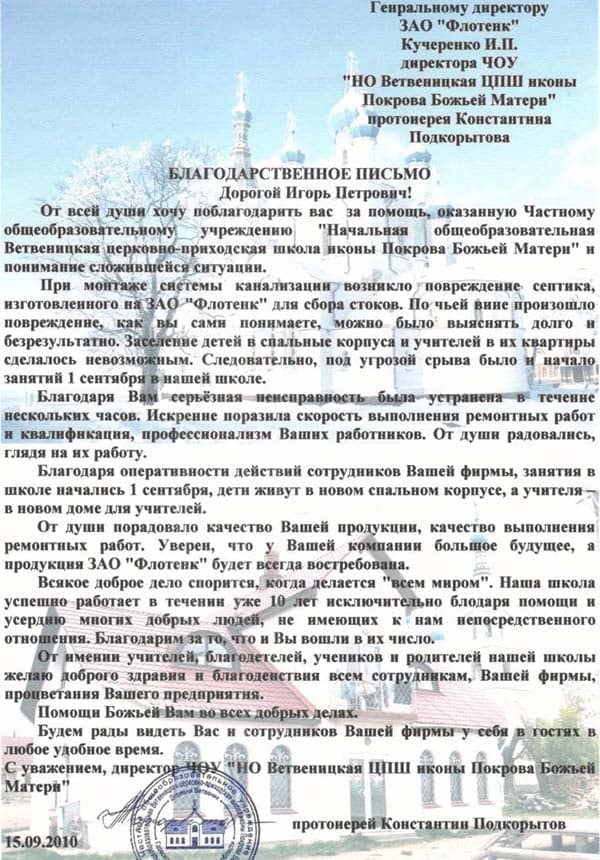 Генральному директору
ЗАО "Флотенк"
Кучеренко И.П.
директора ЧОУ
"НО Ветвеницкая ЦПШ иконы
Покрова Божьей Матери"
протоиерея Константина
Подкорытова
БЛАГОДАРСТВЕННОЕ ПИСЬМО
Дорогой Игорь Петрович!
От всей души хочу поблагодарить вас за помощь, оказанную Частному
общеобразовательному учреждению "Начальная общеобразовательная
Ветвеницкая церковно-приходская школа иконы Покрова Божьей Матери" и
понимание сложившейся ситуации.
При монтаже системы канализации возникло повреждение септика,
изготовленного на ЗАО "Флотенк" для сбора стоков. По чьей вине произошло
повреждение, как вы сами понимаете, можно было выяснять долго и
безрезультатно. Заселение детей в спальные корпуса и учителей в их квартиры
сделалось невозможным. Следовательно, под угрозой срыва было и начало
занятий 1 сентября в нашей школе.
Благодаря Вам серьёзная неисправность была устранена в течение
нескольких часов. Искренне поразила скорость выполнения ремонтных работ
и квалификация, профессионализм Ваших работников. От души радовались,
глядя на их работу.
Благодаря оперативности действий сотрудников Вашей фирмы, занятия в
школе начались 1 сентября, дети живут в новом спальном корпусе, а учителя –
в новом доме для учителей.
От души порадовало качество Вашей продукции, качество выполнения
ремонтных работ. Уверен, что у Вашей компании большое будущее, а
продукция ЗАО "Флотенк" будет всегда востребована.
Всякое доброе дело спорится, когда делается "всем миром". Наша школа
успешно работает в течении уже 10 лет исключительно блодаря помощи и
усердию многих добрых людей, не имеющих к нам непосредственного
отношения. Благодарим за то, что и Вы вошли в их число.
От имении учителей, благодетелей, учеников и родителей нашей школы
желаю доброго здравия и благоденствия всем сотрудникам, Вашей фирмы,
процветания Вашего предприятия.
Помощи Божьей Вам во всех добрых делах.
Будем рады видеть Вас и сотрудников Вашей фирмы у себя в гостях в
любое удобное время.
С уважением, директор ЧОУ "НО Ветвеницкая ЦПШ иконы Покрова Божьей
Матери"
протоиерей Константин Подкорытов
15.09.2010